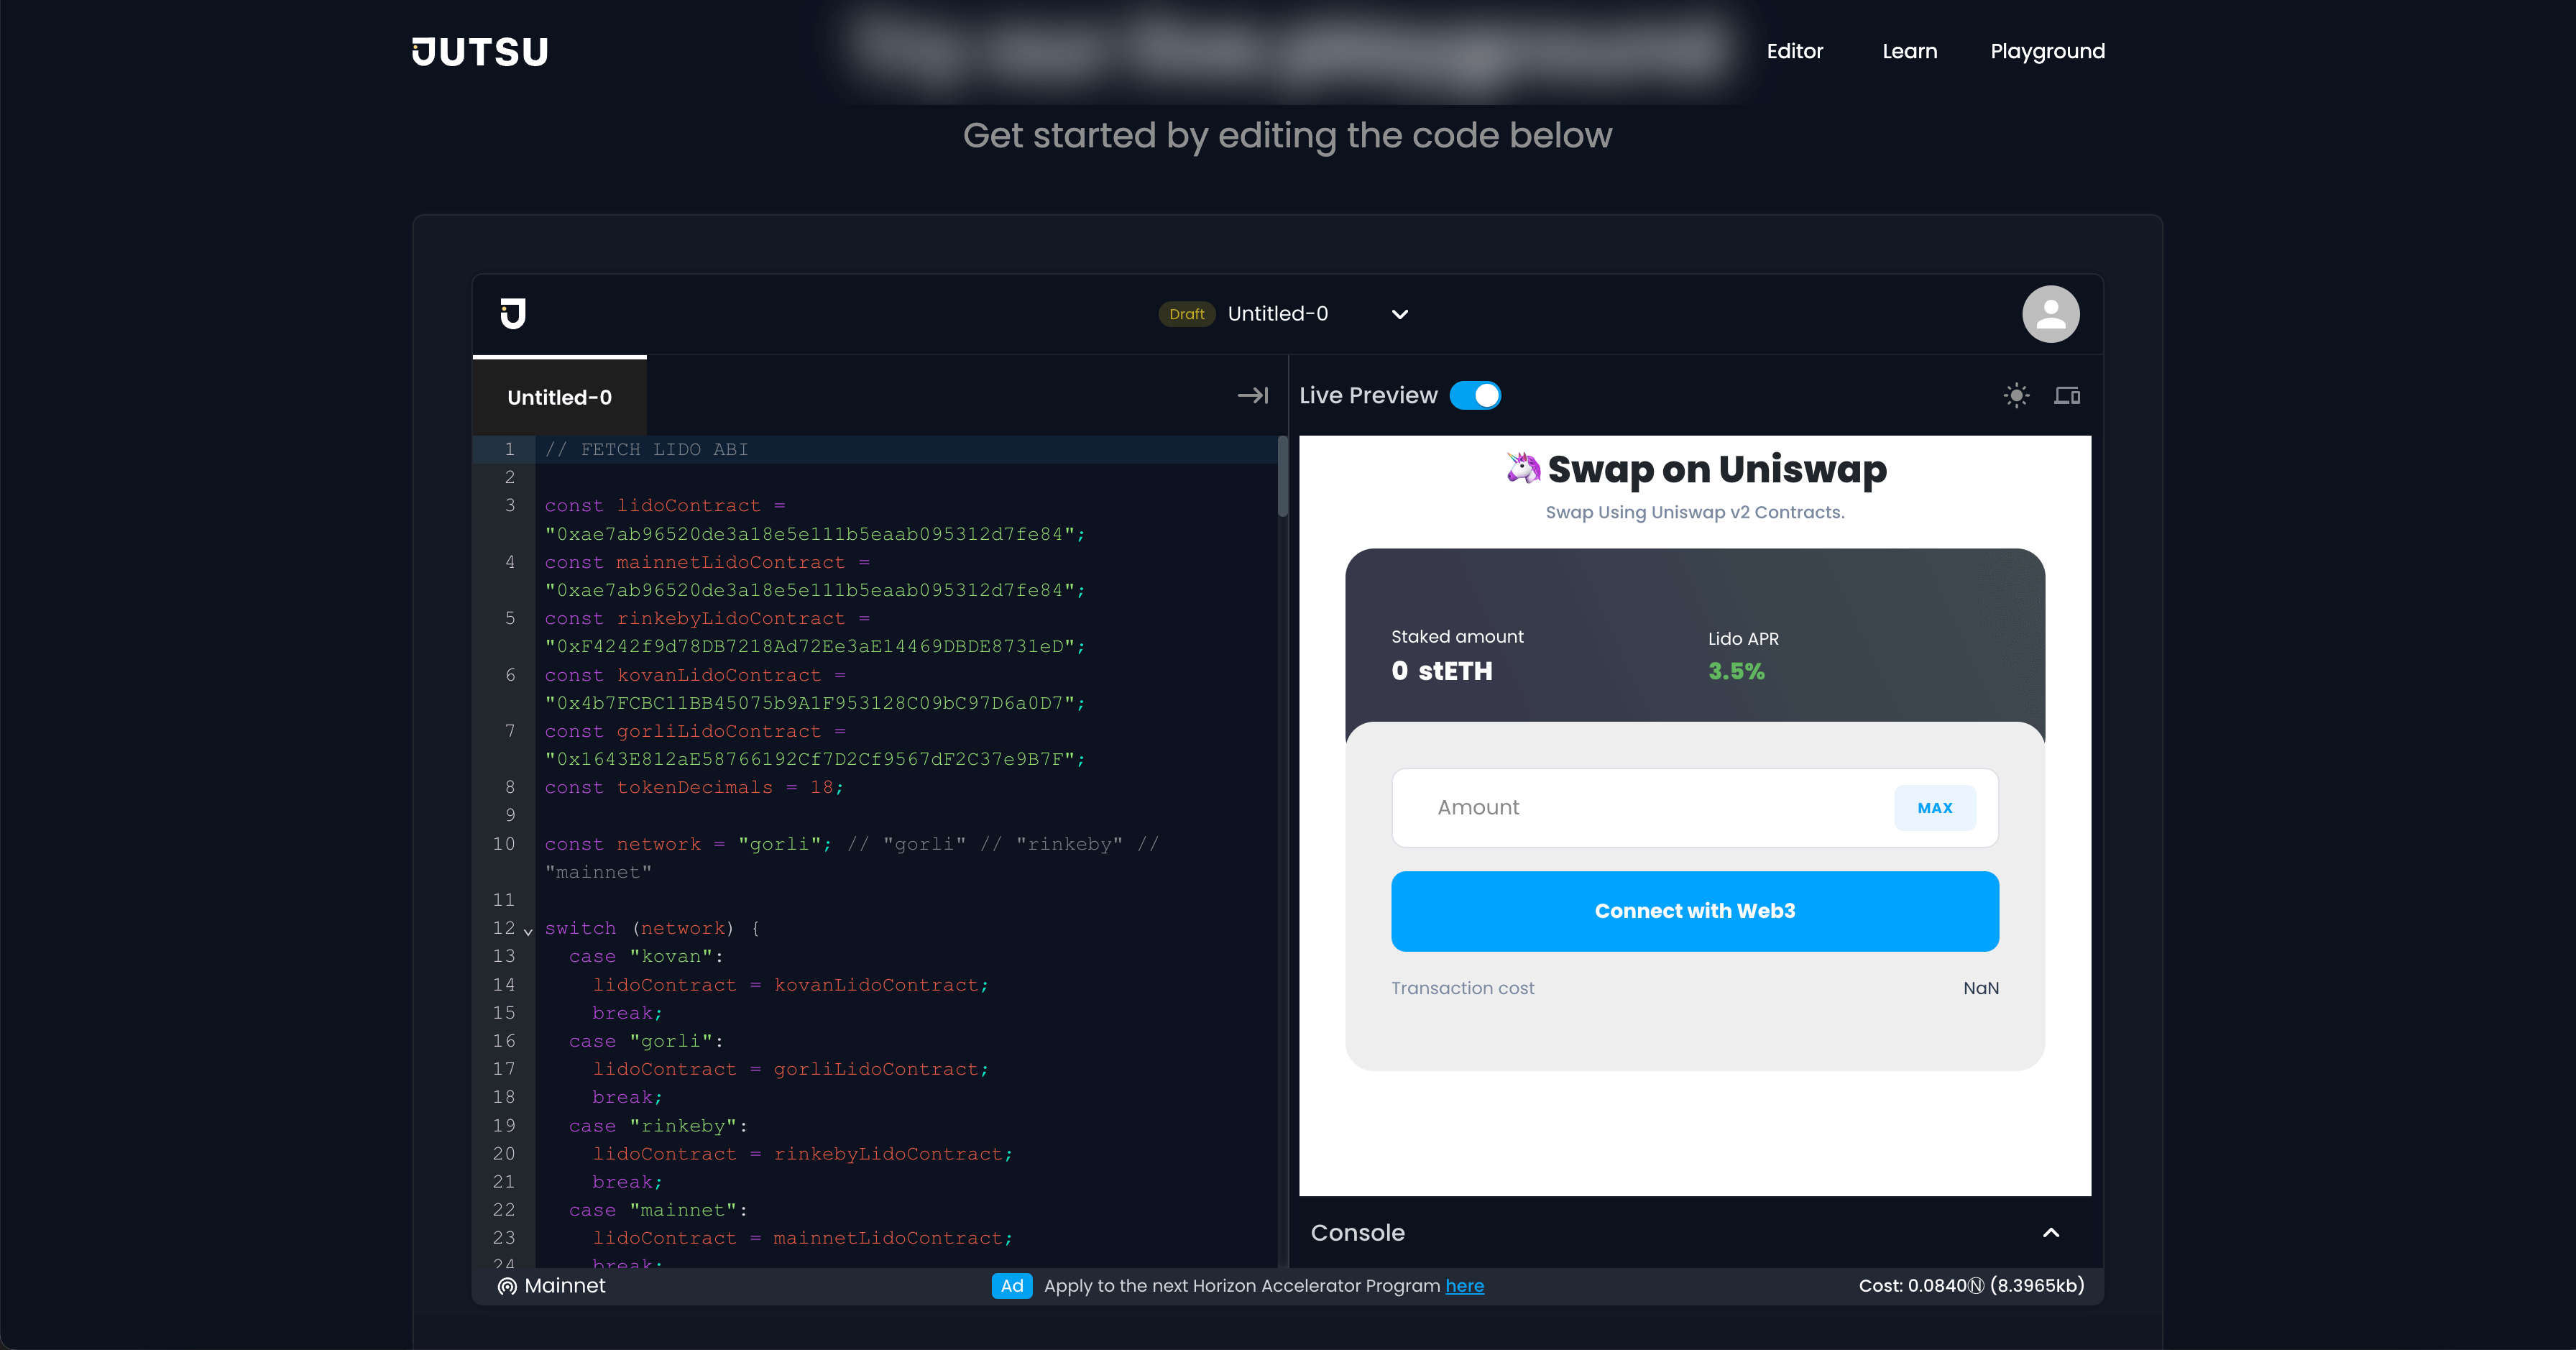 JUTSU
Editor
Learn
Playground
Get started by editing the code below
Draft
Untitled-0
Untitled-0
1 // FETCH LIDO ABI
2
3 const lidoContract =
"0xae7ab96520de3a18e5e111b5eaab095312d7fe84";
4 const mainnetLidoContract =
"0xae7ab96520de3a18e5e111b5eaab095312d7fe84";
5 const rinkebyLidoContract =
"0xF4242f9d78DB7218Ad72Ee3aE14469DBDE8731eD";
6 const kovanLidoContract =
"0x4b7FCBC11BB45075b9A1F953128C09bC97D6a0D7";
7 const gorliLidoContract =
"0x1643E812aE58766192Cf7D2Cf9567dF2C37e9B7F";
8 const tokenDecimals = 18;
9
10 const network = "gorli"; // "gorli" // "rinkeby" //
"mainnet"
11
12 switch (network) {
13 case "kovan":
14 lidoContract = kovanLidoContract;
15 break;
16 case "gorli":
17 lidoContract = gorliLidoContract;
18 break;
19 case "rinkeby":
20 lidoContract = rinkebyLidoContract;
21 break;
22 case "mainnet":
23 lidoContract = mainnetLidoContract;
24 break;
Live Preview
🦄Swap on Uniswap
Swap Using Uniswap v2 Contracts.
Staked amount
0 stETH
Lido APR
3.5%
Amount
MAX
Connect with Web3
Transaction cost
NaN
Console
Mainnet
Ad
Apply to the next Horizon Accelerator Program here
Cost: 0.0840Ⓝ (8.3965kb)